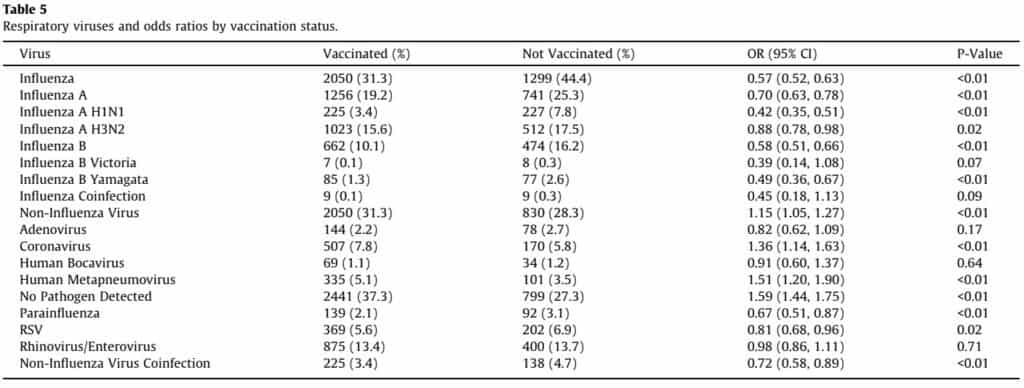 Table 5
Respiratory viruses and odds ratios by vaccination status.
Virus Vaccinated (%) Not Vaccinated (%) OR (95% CI) P-Value
Influenza 2050 (31.3) 1299 (44.4) 0.57 (0.52, 0.63) <0.01
Influenza A 1256 (19.2) 741 (25.3) 0.70 (0.63, 0.78) <0.01
Influenza A H1N1 225 (3.4) 227 (7.8) 0.42 (0.35, 0.51) <0.01
Influenza A H3N2 1023 (15.6) 512 (17.5) 0.88 (0.78, 0.98) 0.02
Influenza B 662 (10.1) 474 (16.2) 0.58 (0.51, 0.66) <0.01
Influenza B Victoria 7 (0.1) 8 (0.3) 0.39 (0.14, 1.08) 0.07
Influenza B Yamagata 85 (1.3) 77 (2.6) 0.49 (0.36, 0.67) <0.01
Influenza Coinfection 9 (0.1) 9 (0.3) 0.45 (0.18, 1.13) 0.09
Non-Influenza Virus 2050 (31.3) 830 (28.3) 1.15 (1.05, 1.27) <0.01
Adenovirus 144 (2.2) 78 (2.7) 0.82 (0.62, 1.09) 0.17
Coronavirus 507 (7.8) 170 (5.8) 1.36 (1.14, 1.63) <0.01
Human Bocavirus 69 (1.1) 34 (1.2) 0.91 (0.60, 1.37) 0.64
Human Metapneumovirus 335 (5.1) 101 (3.5) 1.51 (1.20, 1.90) <0.01
No Pathogen Detected 2441 (37.3) 799 (27.3) 1.59 (1.44, 1.75) <0.01
Parainfluenza 139 (2.1) 92 (3.1) 0.67 (0.51, 0.87) <0.01
RSV 369 (5.6) 202 (6.9) 0.81 (0.68, 0.96) 0.02
Rhinovirus/Enterovirus 875 (13.4) 400 (13.7) 0.98 (0.86, 1.11) 0.71
Non-Influenza Virus Coinfection 225 (3.4) 138 (4.7) 0.72 (0.58, 0.89) <0.01